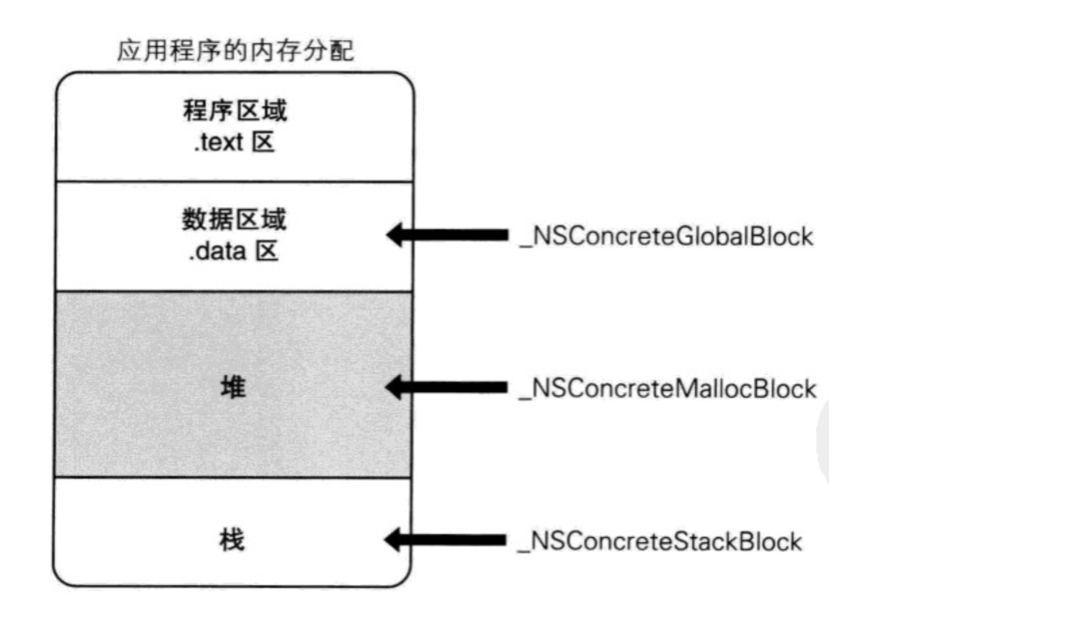 应用程序的内存分配
程序区域
.text 区
数据区域
.data 区
_NSConcreteGlobalBlock
堆
_NSConcreteMallocBlock
栈
_NSConcreteStackBlock